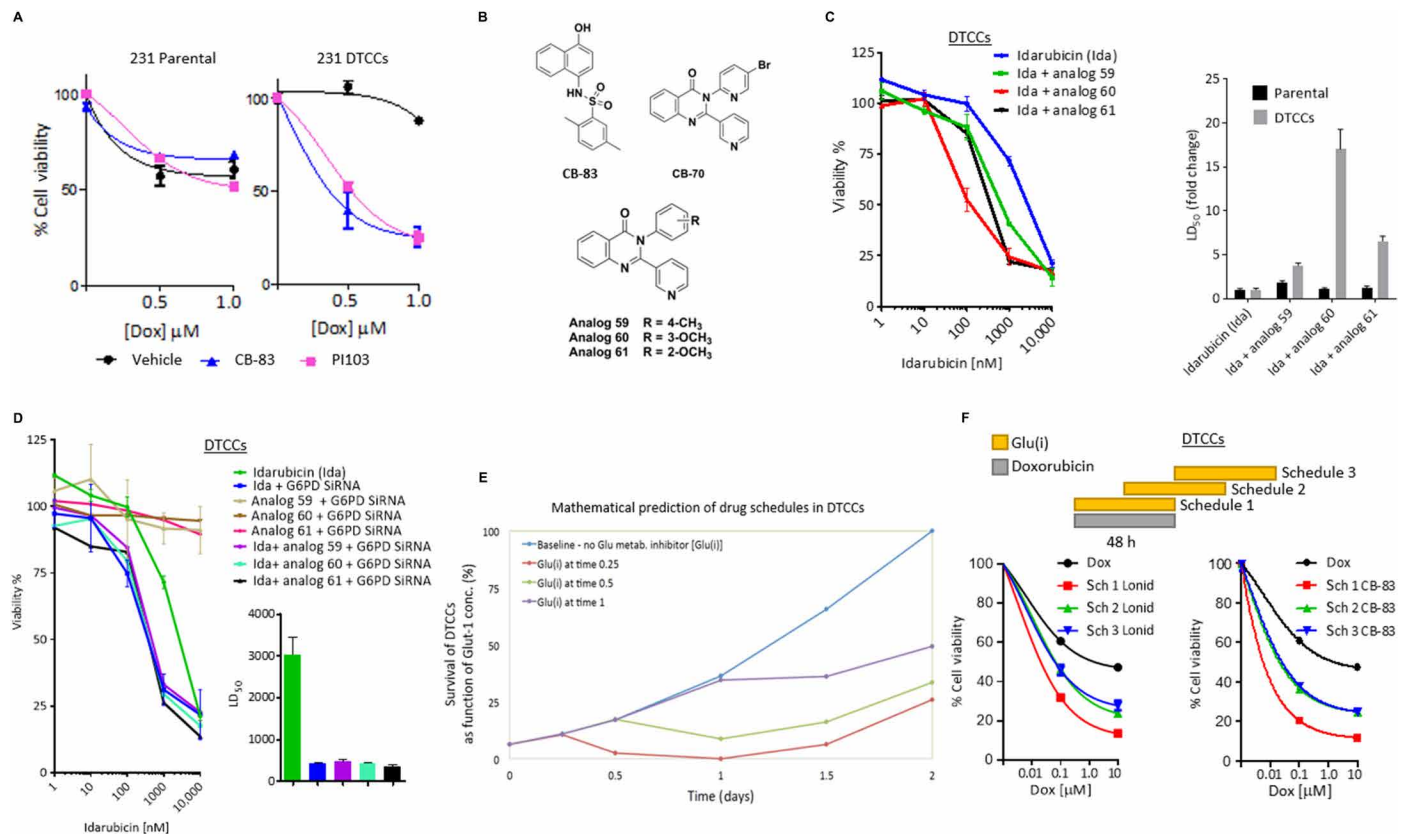 A
231 Parental
231 DTCCs
% Cell viability
100
50
0
0.5
1.0
[Dox] µM
100
50
0
0.5
1.0
[Dox] µM
Vehicle
CB-83
PI103
B
OH
HN
S
O
O
CB-83
O
N
N
N
N
Br
CB-70
O
N
N
N
R
Analog 59 R = 4-CH3
Analog 60 R = 3-OCH3
Analog 61 R = 2-OCH3
C
DTCCs
Idarubicin (Ida)
Ida + analog 59
Ida + analog 60
Ida + analog 61
Viability %
125
100
75
50
25
0
1
10
100
1000
10.000
Idarubicin [nM]
Parental
DTCCs
LD50 (fold change)
25
20
15
10
5
0
Idarubicin (Ida)
Ida + analog 59
Ida + analog 60
Ida + analog 61
D
DTCCs
Idarubicin (Ida)
Ida + G6PD SiRNA
Analog 59 + G6PD SiRNA
Analog 60 + G6PD SiRNA
Analog 61 + G6PD SiRNA
Ida+ analog 59 + G6PD SiRNA
Ida+ analog 60 + G6PD SiRNA
Ida+ analog 61 + G6PD SiRNA
Viability %
125
100
75
50
25
0
1
10
100
1000
10,000
Idarubicin [nM]
LD50
4000
3000
2000
1000
0
E
Mathematical prediction of drug schedules in DTCCs
Baseline - no Glu metab. inhibitor [Glu(i)]
Glu(i) at time 0.25
Glu(i) at time 0.5
Glu(i) at time 1
Survival of DTCCs
as function of Glut-1 conc. (%)
100
75
50
25
0
0
0.5
1
1.5
2
Time (days)
F
Glu(i)
Doxorubicin
DTCCs
Schedule 3
Schedule 2
Schedule 1
48 h
Dox
Sch 1 Lonid
Sch 2 Lonid
Sch 3 Lonid
% Cell viability
100
80
60
40
20
0
0.01
0.1
1.0
10
Dox [µM]
Dox
Sch 1 CB-83
Sch 2 CB-83
Sch 3 CB-83
% Cell viability
100
80
60
40
20
0
0.01
0.1
1.0
10
Dox [µM]